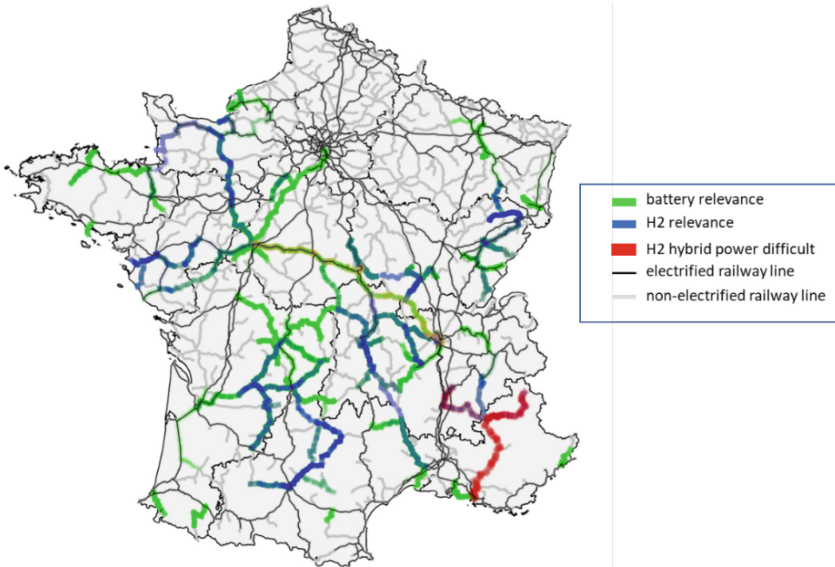 battery relevance
H2 relevance
H2 hybrid power difficult
electrified railway line
non-electrified railway line